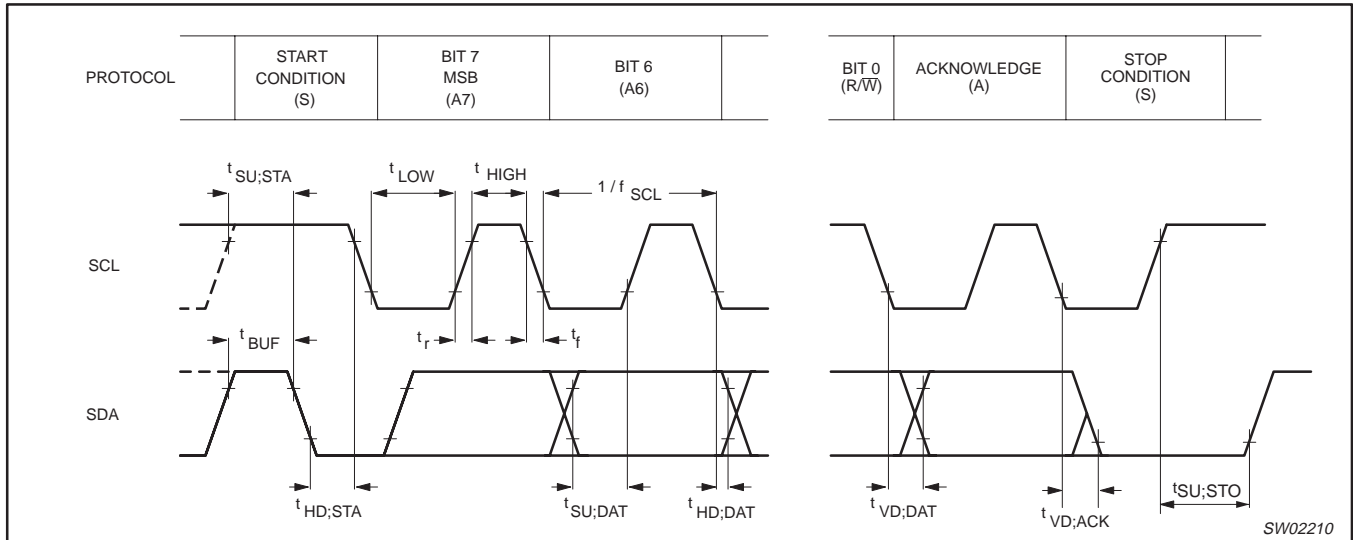 PROTOCOL
START
CONDITION
(S)
BIT 7
MSB
(A7)
BIT 6
(A6)
BIT 0
(R/W̅)
ACKNOWLEDGE
(A)
STOP
CONDITION
(S)
t SU;STA
t LOW
t HIGH
1 / f SCL
SCL
t BUF
t r
t f
SDA
t HD;STA
t SU;DAT
t HD;DAT
t VD;DAT
t VD;ACK
tSU;STO
SW02210